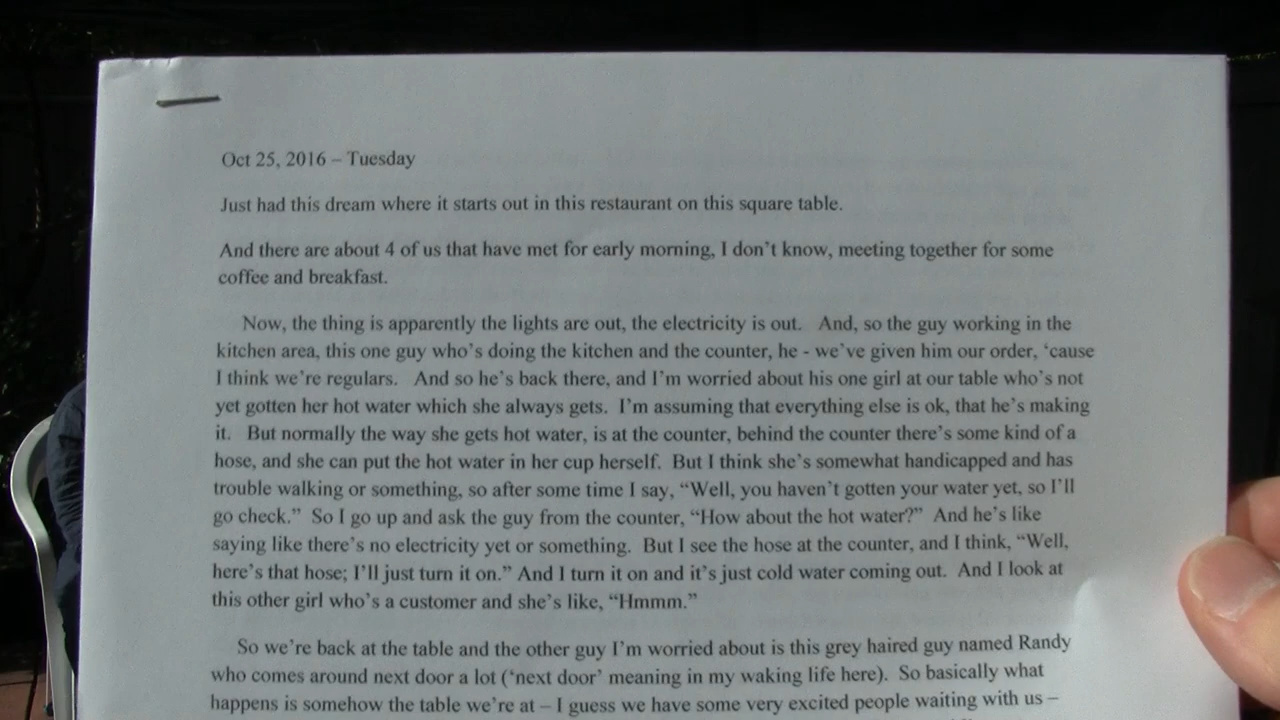 Oct 25, 2016 – Tuesday
Just had this dream where it starts out in this restaurant on this square table.
And there are about 4 of us that have met for early morning, I don’t know, meeting together for some
coffee and breakfast.
Now, the thing is apparently the lights are out, the electricity is out. And, so the guy working in the
kitchen area, this one guy who’s doing the kitchen and the counter, he - we’ve given him our order, ‘cause
I think we’re regulars. And so he’s back there, and I’m worried about his one girl at our table who’s not
yet gotten her hot water which she always gets. I’m assuming that everything else is ok, that he’s making
it. But normally the way she gets hot water, is at the counter, behind the counter there’s some kind of a
hose, and she can put the hot water in her cup herself. But I think she’s somewhat handicapped and has
trouble walking or something, so after some time I say, “Well, you haven’t gotten your water yet, so I’ll
go check.” So I go up and ask the guy from the counter, “How about the hot water?” And he’s like
saying like there’s no electricity yet or something. But I see the hose at the counter, and I think, “Well,
here’s that hose; I’ll just turn it on.” And I turn it on and it’s just cold water coming out. And I look at
this other girl who’s a customer and she’s like, “Hmmm.”
So we’re back at the table and the other guy I’m worried about is this grey haired guy named Randy
who comes around next door a lot (‘next door’ meaning in my waking life here). So basically what
happens is somehow the table we’re at – I guess we have some very excited people waiting with us –